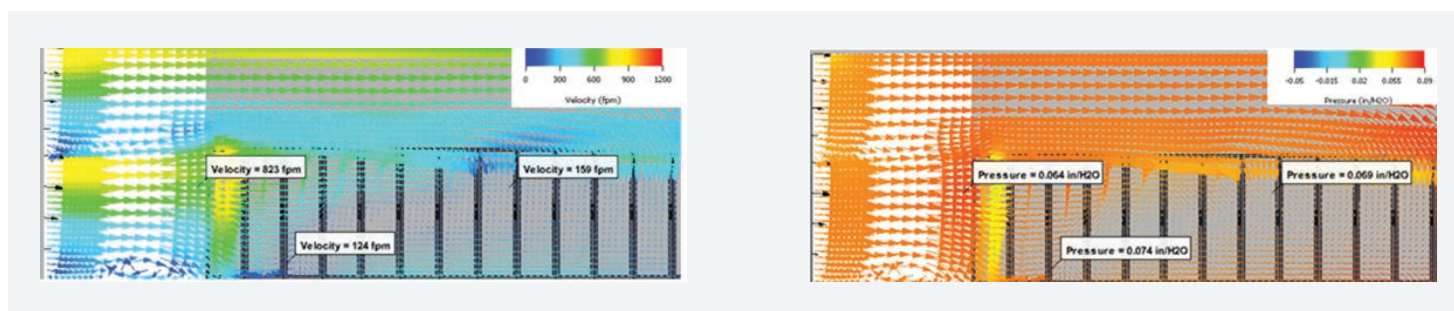 0 300 600 900 1200
Velocity (fpm)
Velocity = 823 fpm
Velocity = 159 fpm
Velocity = 124 fpm
-0.05 -0.015 0.02 0.055 0.09
Pressure (in/H2O)
Pressure = 0.064 in/H2O
Pressure = 0.069 in/H2O
Pressure = 0.074 in/H2O